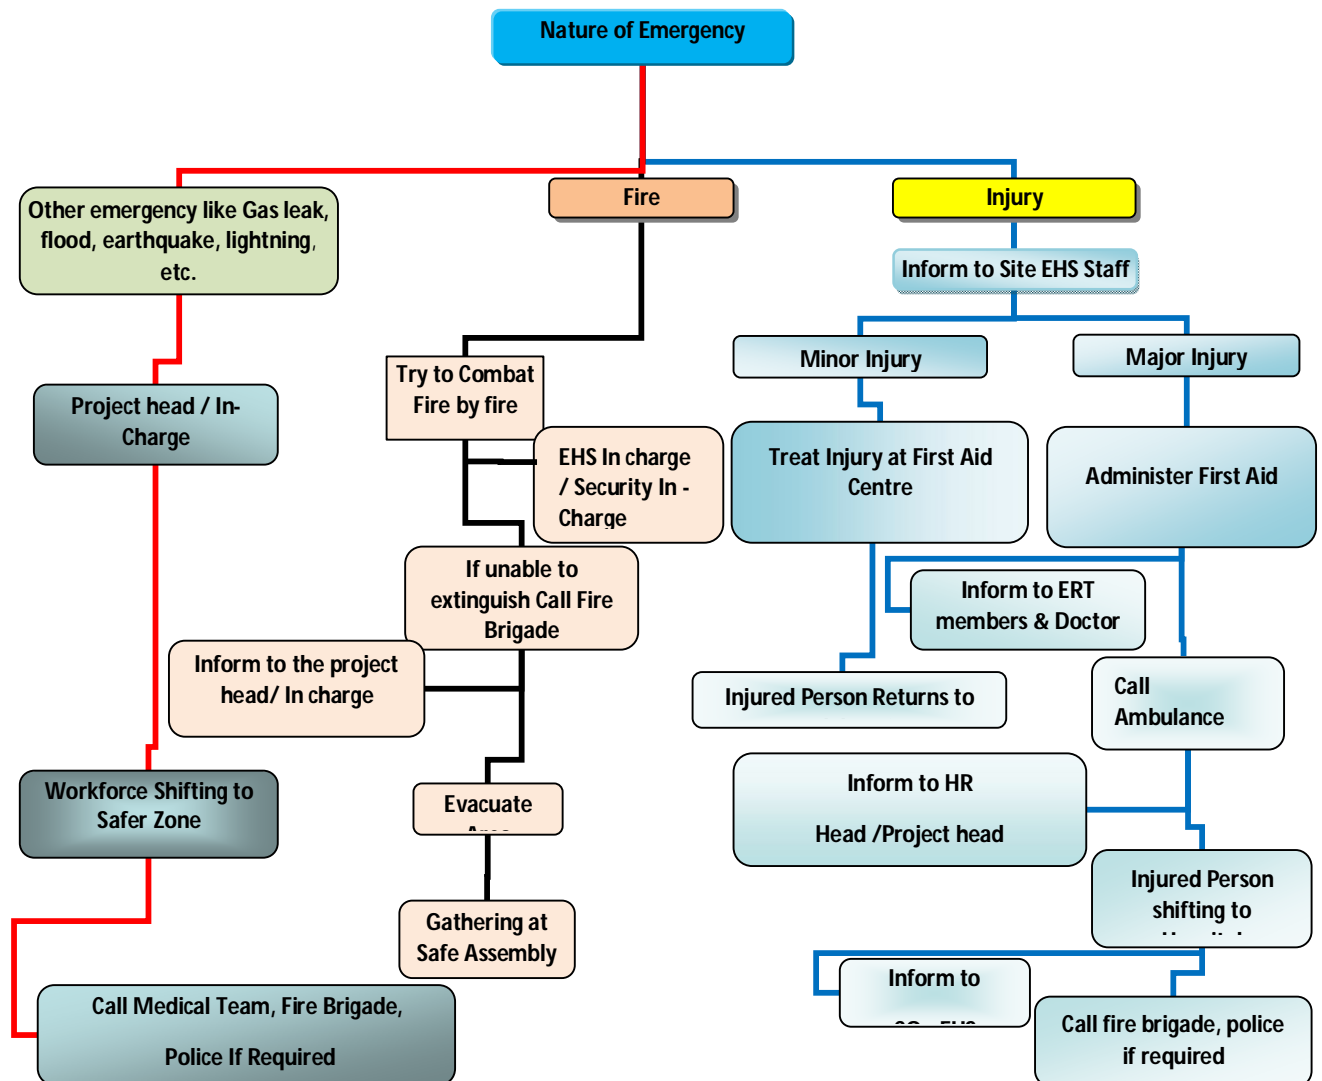 Nature of Emergency
Other emergency like Gas leak,
flood, earthquake, lightning,
etc.
Project head / In-
Charge
Workforce Shifting to
Safer Zone
Call Medical Team, Fire Brigade,
Police If Required
Fire
Try to Combat
Fire by fire
EHS In charge
/ Security In -
Charge
If unable to
extinguish Call Fire
Brigade
Inform to the project
head/ In charge
Evacuate
Gathering at
Safe Assembly
Injury
Inform to Site EHS Staff
Minor Injury
Treat Injury at First Aid
Centre
Injured Person Returns to
Major Injury
Administer First Aid
Inform to ERT
members & Doctor
Call
Ambulance
Inform to HR
Head /Project head
Injured Person
shifting to
Inform to
Call fire brigade, police
if required